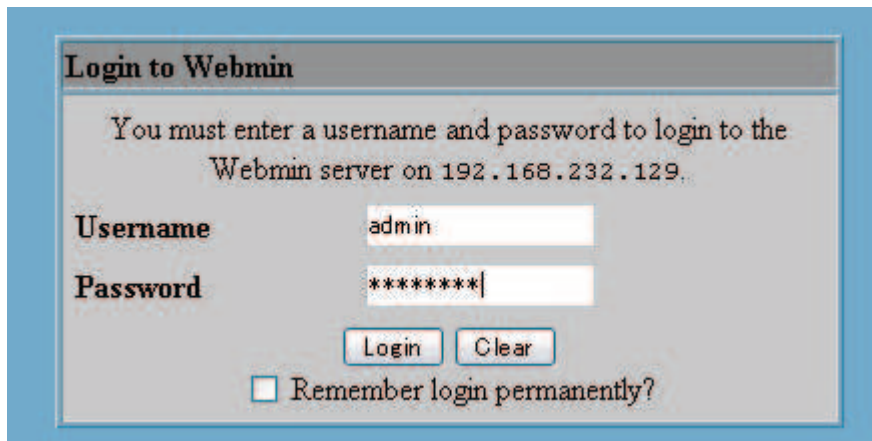 Login to Webmin
You must enter a username and password to login to the
Webmin server on 192.168.232.129.
Username admin
Password ********
Login Clear
Remember login permanently?